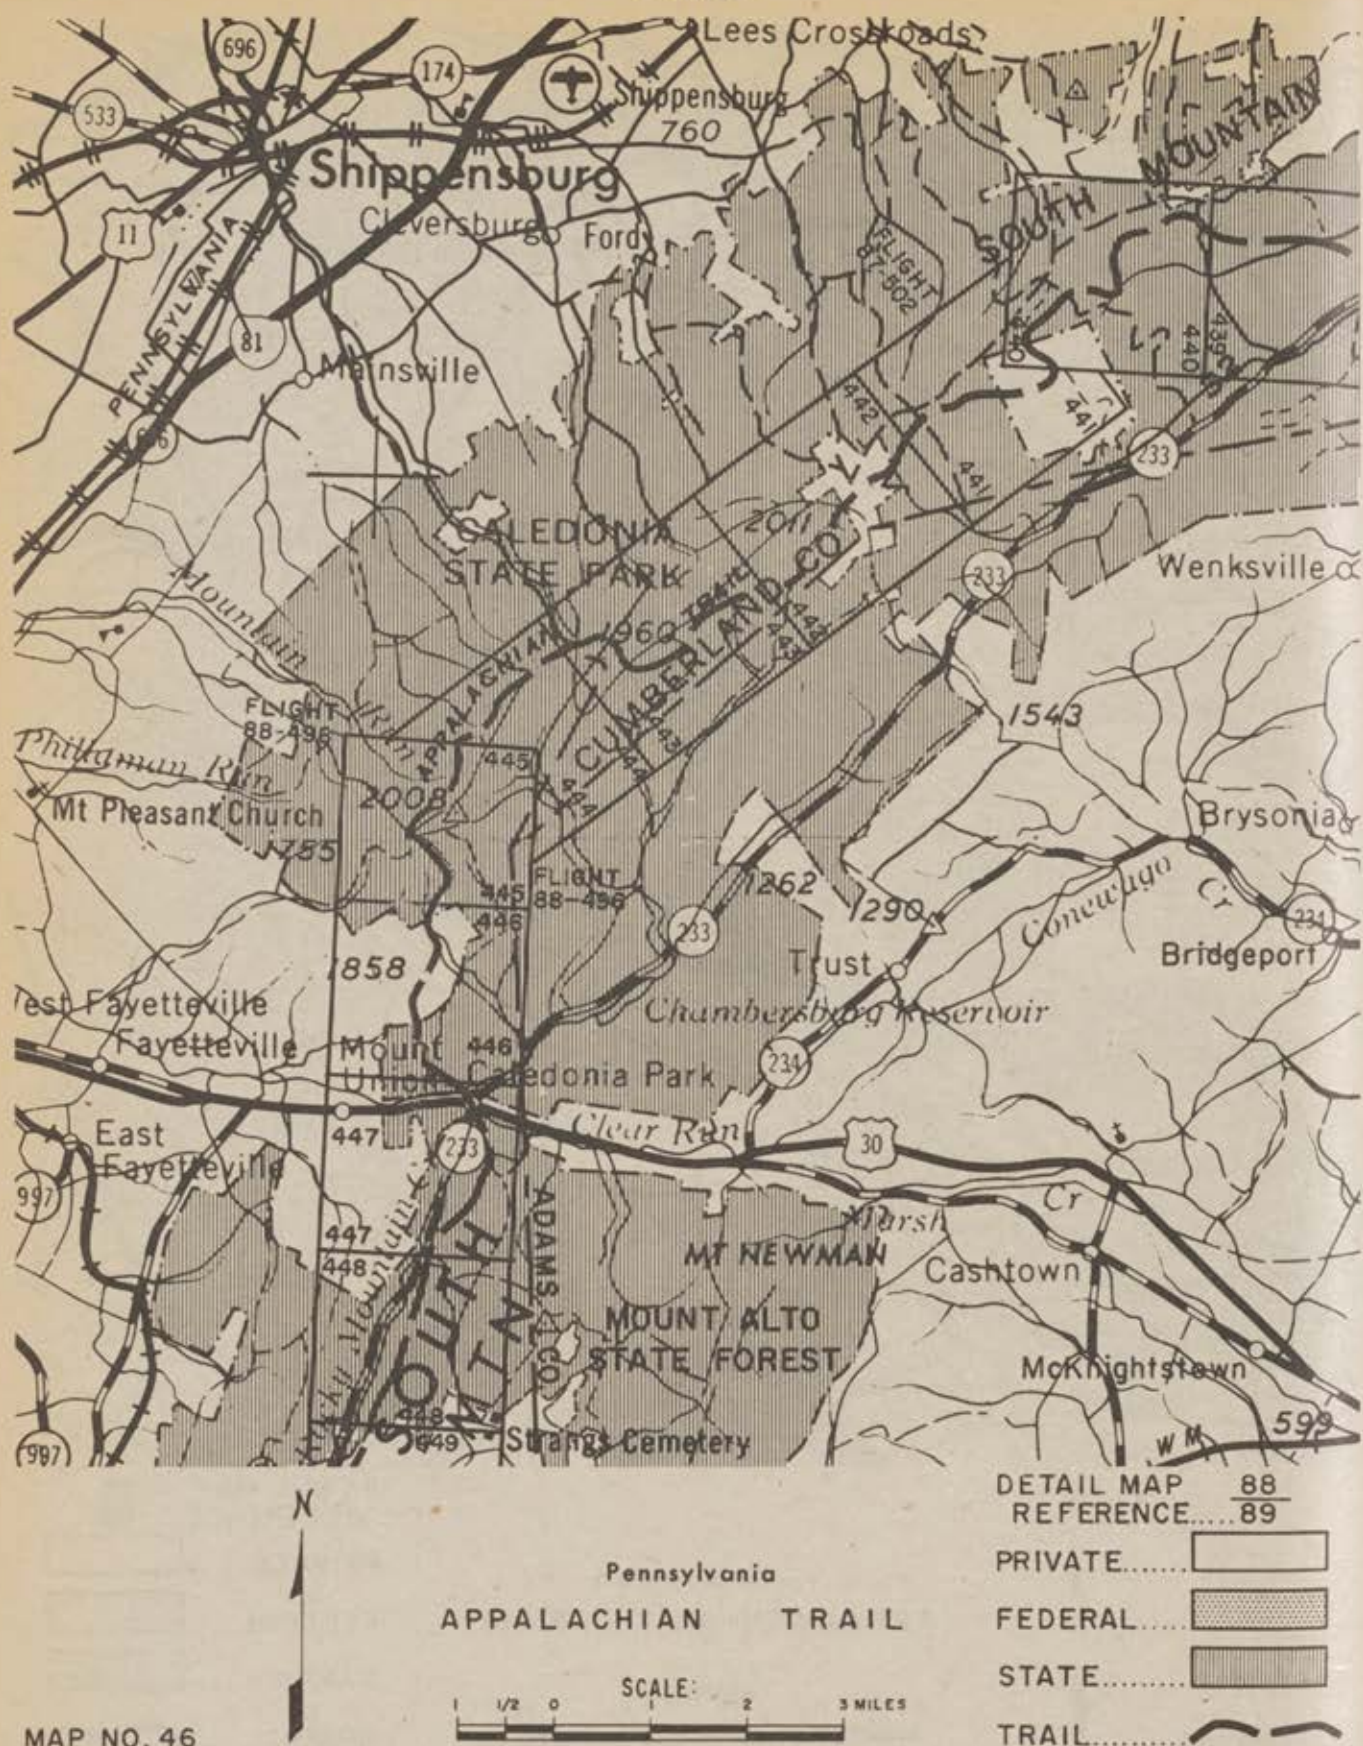 Lees Crossroads
696
174
533
Shippensburg
760
SOUTH MOUNTAIN
Shippensburg
Cleversburg
Ford
11
PENNSYLVANIA
FLIGHT
87-502
81
Mainsville
696
440
440
439
442
441
441
233
CALEDONIA
STATE PARK
2011
233
Wenksville
Mountain Run
APPALACHIAN TRAIL
1960
CUMBERLAND CO
442
443
443
444
FLIGHT
88-496
1543
Phillaman Run
445
444
2008
Mt Pleasant Church
Brysonia
1785
445
446
FLIGHT
88-496
1262
1290
Conewago Cr
234
233
Bridgeport
1858
Trust
West Fayetteville
Fayetteville
Chambersburg Reservoir
Mount
Union
446
Caledonia Park
234
East
Fayetteville
447
233
Clear Run
30
997
447
448
Mountain
SOUTH MTN
ADAMS CO
Marsh Cr
MT NEWMAN
Cashtown
MOUNT ALTO
STATE FOREST
McKnightstown
997
448
449
Strangs Cemetery
W M
599
N
DETAIL MAP
REFERENCE..... 88
89
Pennsylvania
APPALACHIAN TRAIL
PRIVATE.......
FEDERAL.....
STATE.........
TRAIL..........
SCALE:
1 1/2 0 1 2 3 MILES
MAP NO. 46